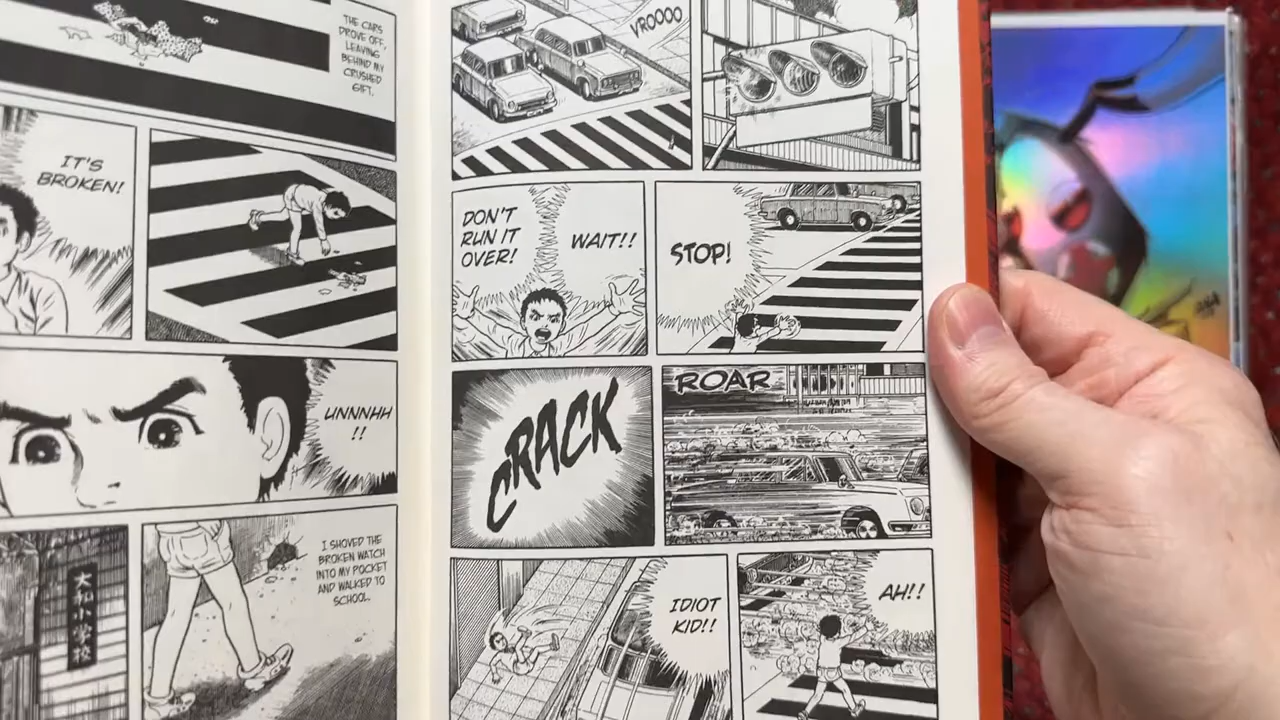 VROOOO
STOP!
WAIT!!
DON'T
RUN IT
OVER!
ROAR
CRACK
AH!!
IDIOT
KID!!
THE CARS
DROVE OFF,
LEAVING
BEHIND MY
CRUSHED
GIFT.
IT'S
BROKEN!
UNNNHH
!!
I SHOVED THE
BROKEN WATCH
INTO MY POCKET
AND WALKED TO
SCHOOL.
大和小学校